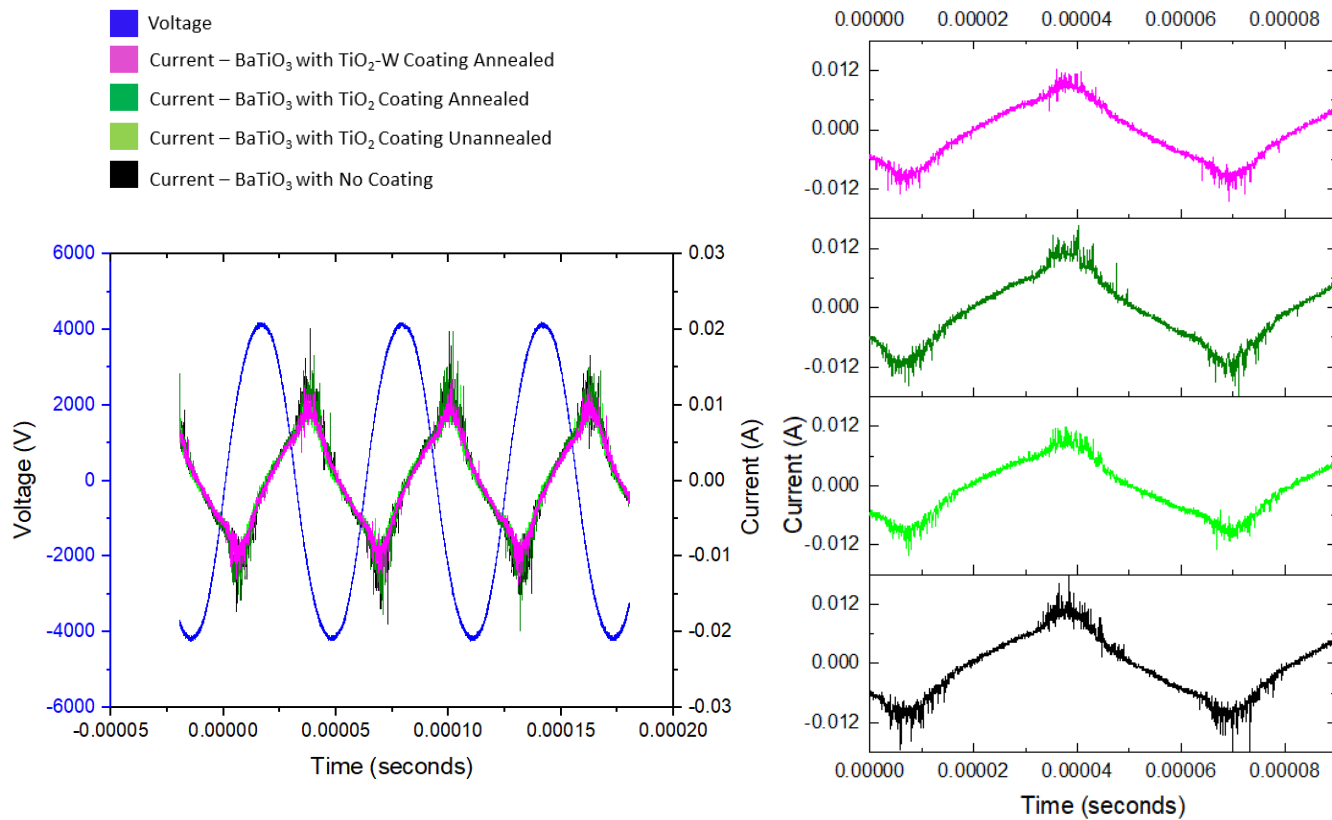 Voltage
Current – BaTiO3 with TiO2-W Coating Annealed
Current – BaTiO3 with TiO2 Coating Annealed
Current – BaTiO3 with TiO2 Coating Unannealed
Current – BaTiO3 with No Coating
6000
4000
2000
0
-2000
-4000
-6000
Voltage (V)
0.03
0.02
0.01
0.00
-0.01
-0.02
-0.03
Current (A)
-0.00005
0.00000
0.00005
0.00010
0.00015
0.00020
Time (seconds)
0.00000 0.00002 0.00004 0.00006 0.00008
0.012
0.000
-0.012
0.012
0.000
-0.012
0.012
0.000
-0.012
0.012
0.000
-0.012
Current (A)
0.00000 0.00002 0.00004 0.00006 0.00008
Time (seconds)